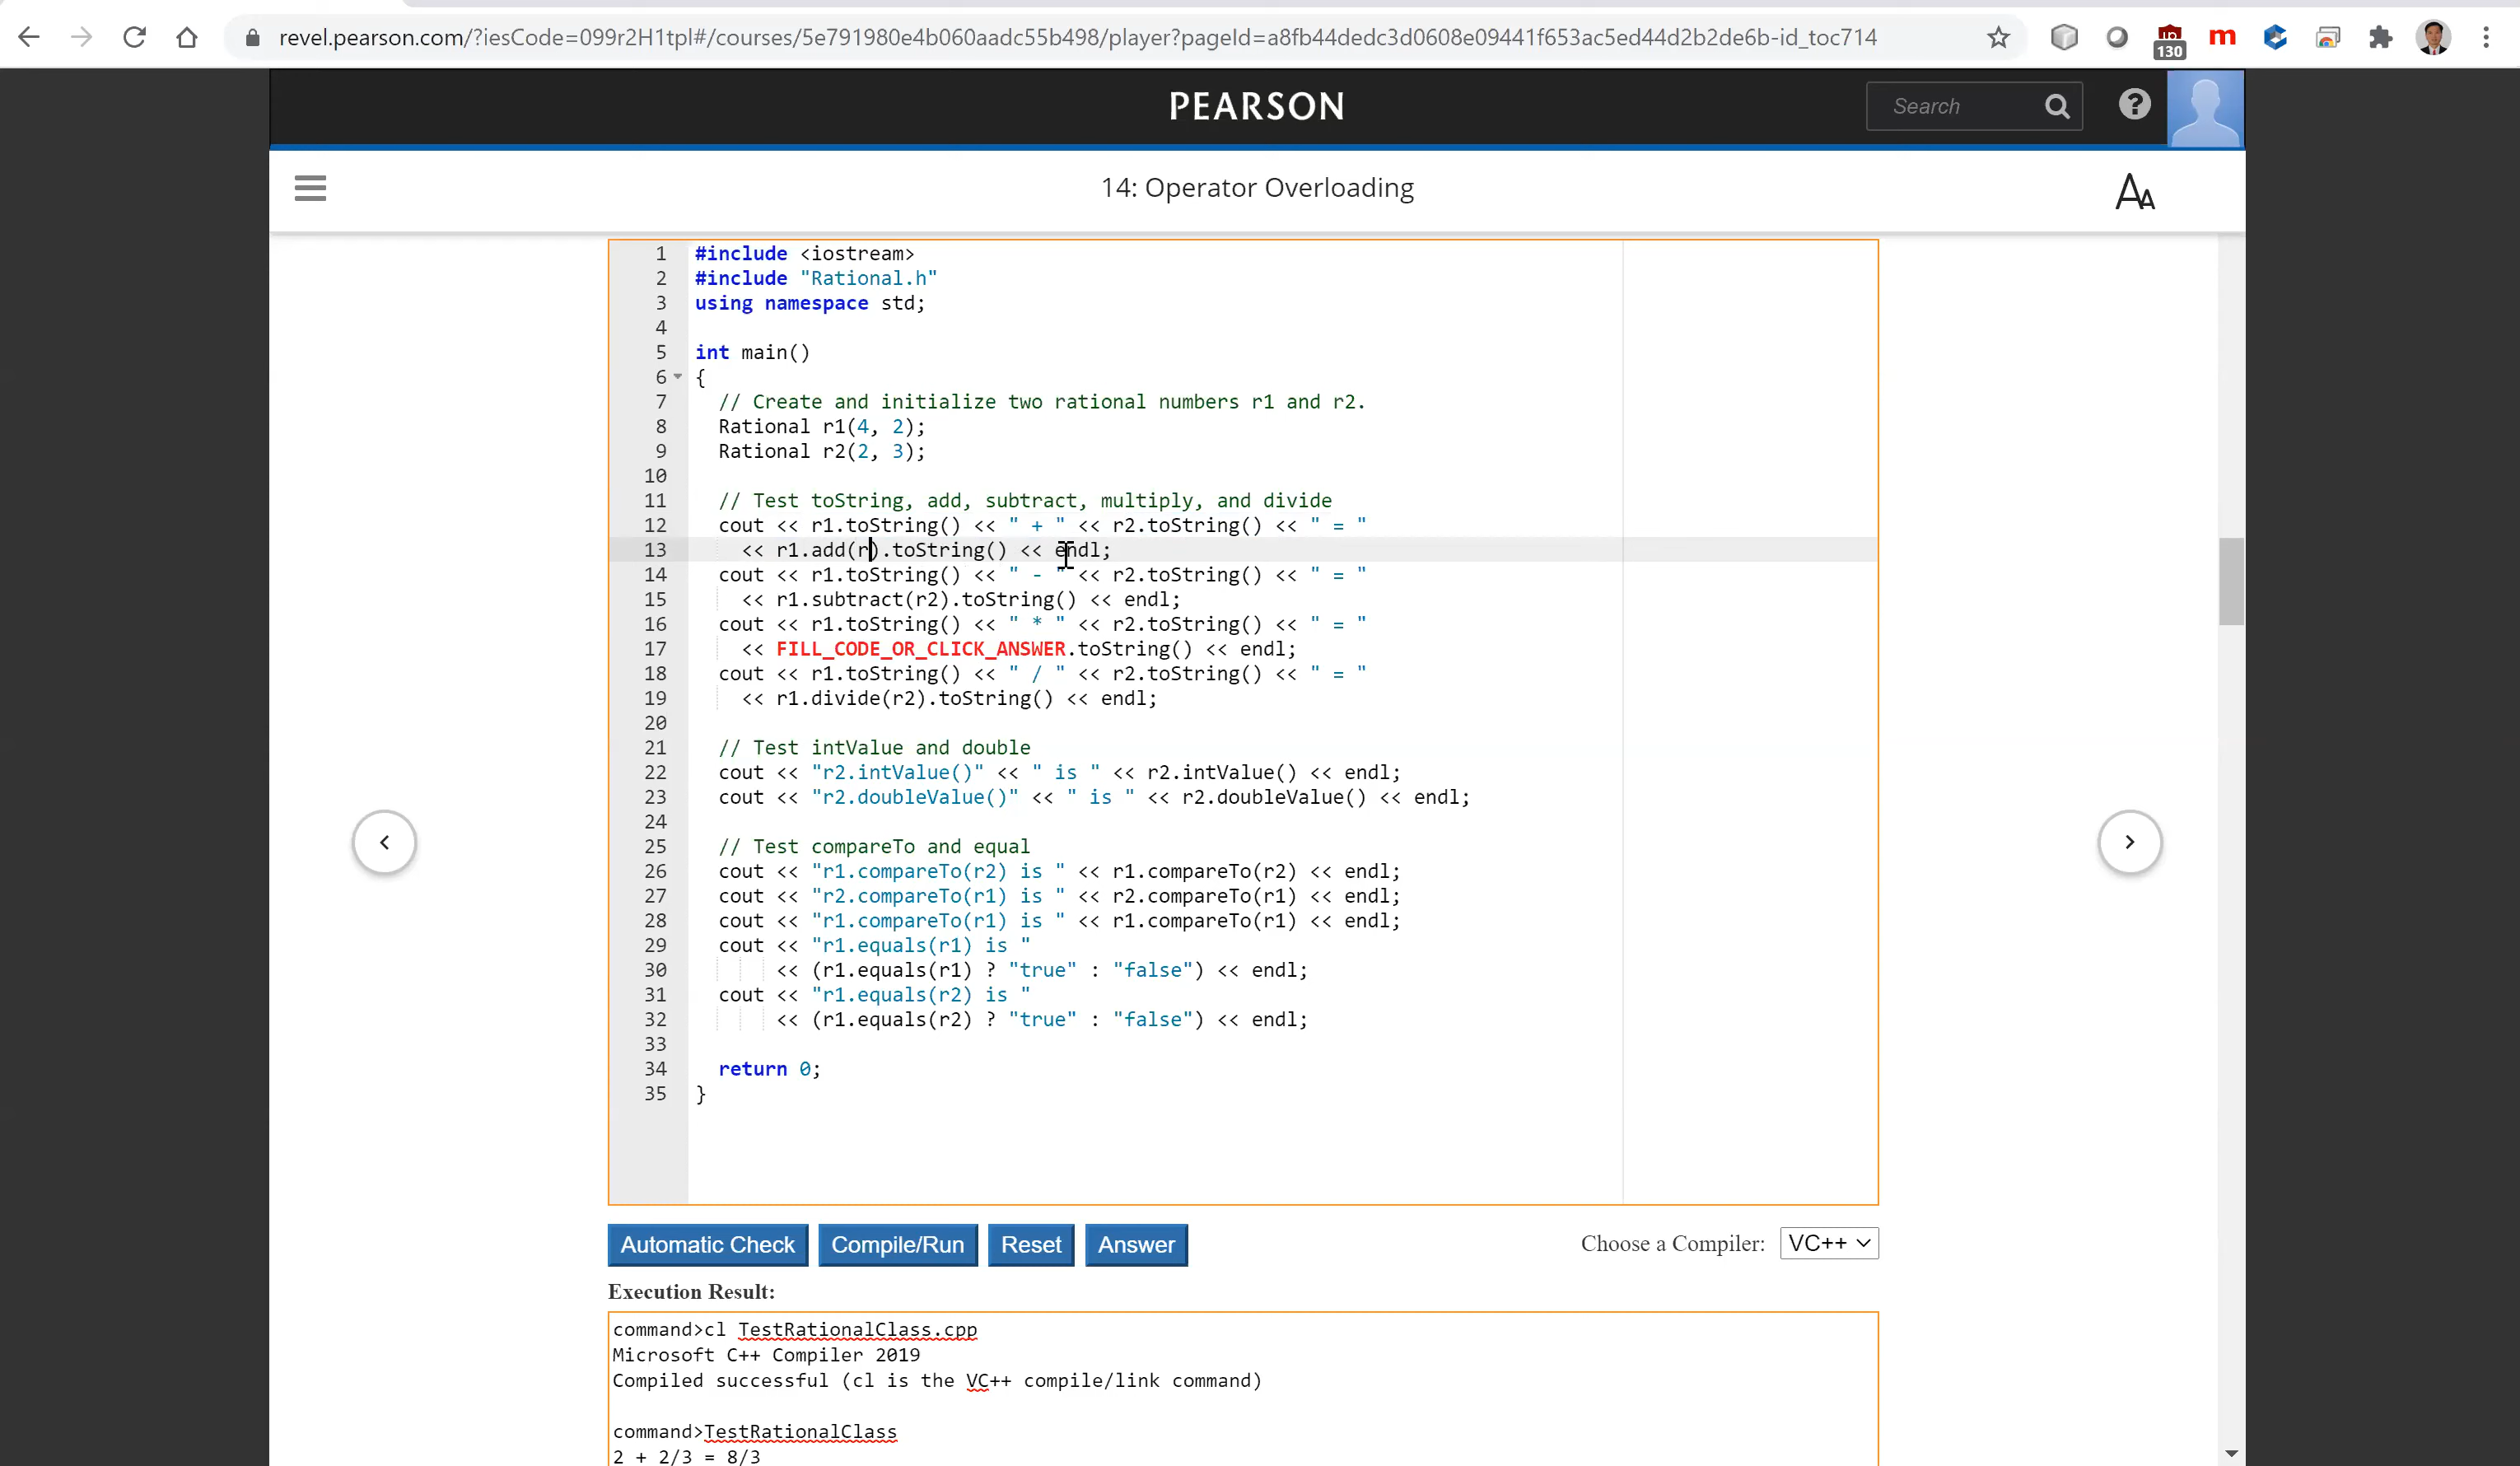 revel.pearson.com/?iesCode=099r2H1tpl#/courses/5e791980e4b060aadc55b498/player?pageId=a8fb44dedc3d0608e09441f653ac5ed44d2b2de6b-id_toc714
130
m
PEARSON
Search
?
14: Operator Overloading
AA
1 #include <iostream>
2 #include "Rational.h"
3 using namespace std;
4
5 int main()
6 {
7 // Create and initialize two rational numbers r1 and r2.
8 Rational r1(4, 2);
9 Rational r2(2, 3);
10
11 // Test toString, add, subtract, multiply, and divide
12 cout << r1.toString() << " + " << r2.toString() << " = "
13 << r1.add(r).toString() << endl;
14 cout << r1.toString() << " - " << r2.toString() << " = "
15 << r1.subtract(r2).toString() << endl;
16 cout << r1.toString() << " * " << r2.toString() << " = "
17 << FILL_CODE_OR_CLICK_ANSWER.toString() << endl;
18 cout << r1.toString() << " / " << r2.toString() << " = "
19 << r1.divide(r2).toString() << endl;
20
21 // Test intValue and double
22 cout << "r2.intValue()" << " is " << r2.intValue() << endl;
23 cout << "r2.doubleValue()" << " is " << r2.doubleValue() << endl;
24
25 // Test compareTo and equal
26 cout << "r1.compareTo(r2) is " << r1.compareTo(r2) << endl;
27 cout << "r2.compareTo(r1) is " << r2.compareTo(r1) << endl;
28 cout << "r1.compareTo(r1) is " << r1.compareTo(r1) << endl;
29 cout << "r1.equals(r1) is "
30 << (r1.equals(r1) ? "true" : "false") << endl;
31 cout << "r1.equals(r2) is "
32 << (r1.equals(r2) ? "true" : "false") << endl;
33
34 return 0;
35 }
Automatic Check Compile/Run Reset Answer Choose a Compiler: VC++
Execution Result:
command>cl TestRationalClass.cpp
Microsoft C++ Compiler 2019
Compiled successful (cl is the VC++ compile/link command)
command>TestRationalClass
2 + 2/3 = 8/3